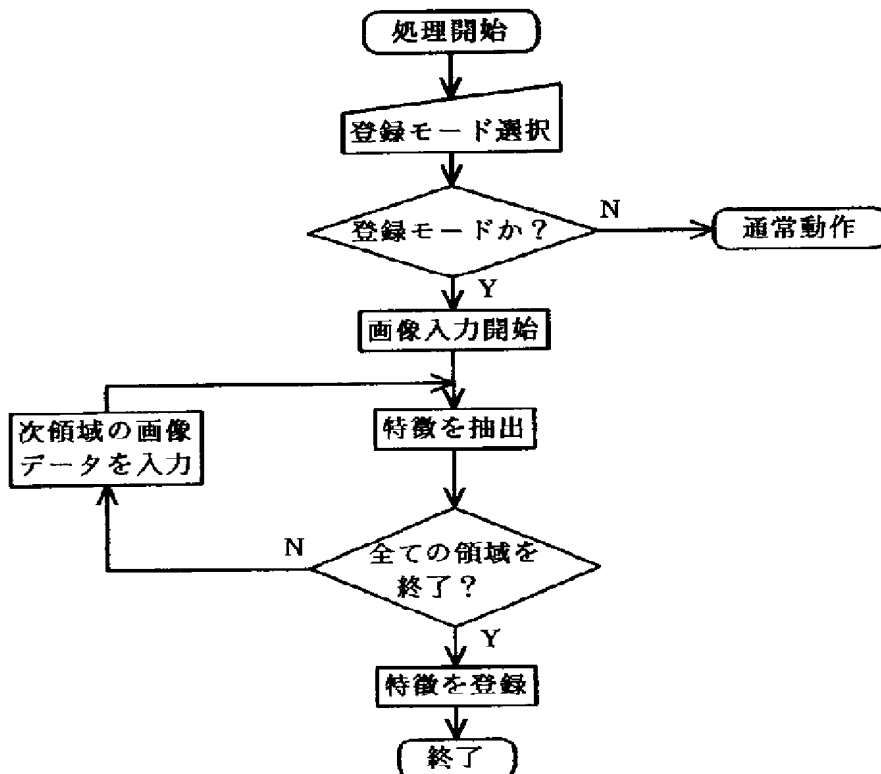 処理開始
登録モード選択
登録モードか？
N
通常動作
Y
画像入力開始
次領域の画像
データを入力
特徴を抽出
N
全ての領域を
終了？
Y
特徴を登録
終了